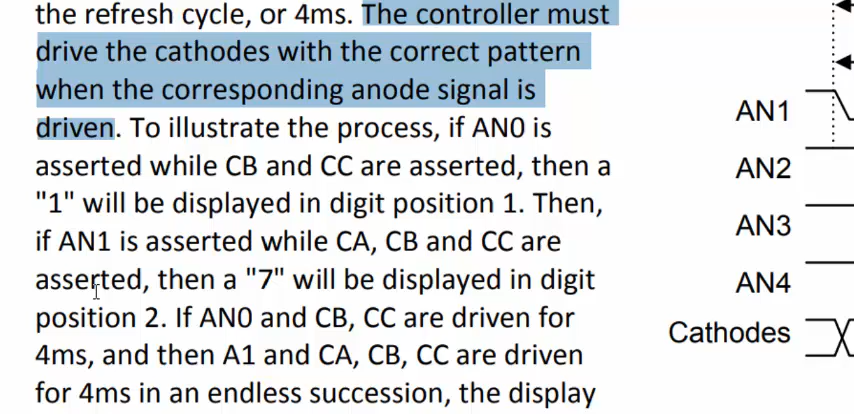 the refresh cycle, or 4ms. The controller must
drive the cathodes with the correct pattern
when the corresponding anode signal is
driven. To illustrate the process, if AN0 is
asserted while CB and CC are asserted, then a
"1" will be displayed in digit position 1. Then,
if AN1 is asserted while CA, CB and CC are
asserted, then a "7" will be displayed in digit
position 2. If AN0 and CB, CC are driven for
4ms, and then A1 and CA, CB, CC are driven
for 4ms in an endless succession, the display
AN1
AN2
AN3
AN4
Cathodes